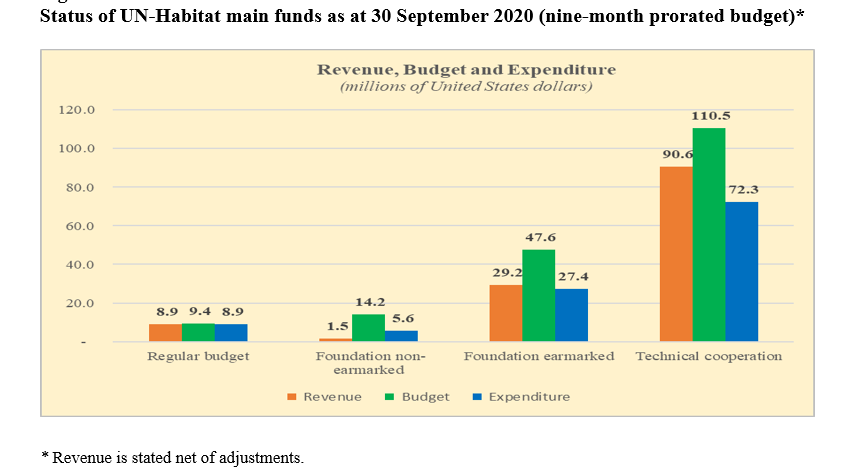 Status of UN-Habitat main funds as at 30 September 2020 (nine-month prorated budget)*
Revenue, Budget and Expenditure
(millions of United States dollars)
120.0
100.0
80.0
60.0
40.0
20.0
-
8.9 9.4 8.9
1.5 14.2 5.6
29.2 47.6 27.4
90.6 110.5 72.3
Regular budget
Foundation non-
earmarked
Foundation earmarked
Technical cooperation
Revenue Budget Expenditure
* Revenue is stated net of adjustments.